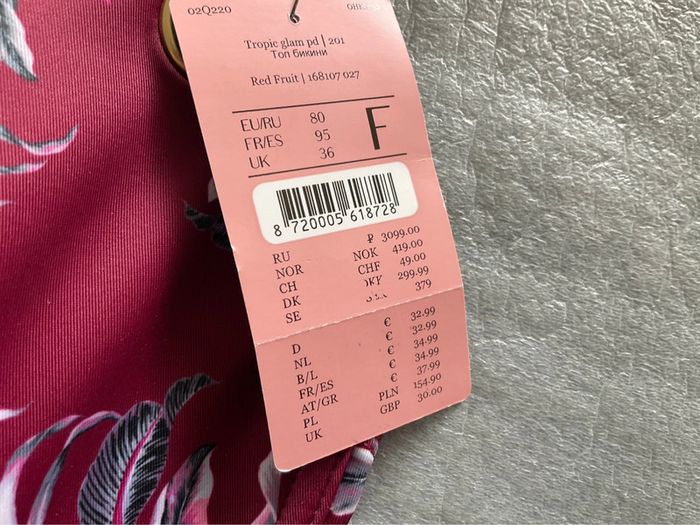 02Q220
Tropic glam pd | 201
Топ бикини
Red Fruit | 168107 027
EU/RU 80
FR/ES 95
UK 36
F
8 720005 618728
RU ₽ 3099.00
NOR NOK 419.00
CH CHF 49.00
DK DKK 299.99
SE 379
D € 32.99
NL € 32.99
B/L € 34.99
FR/ES € 34.99
AT/GR € 37.99
PL PLN 154.90
UK GBP 30.00